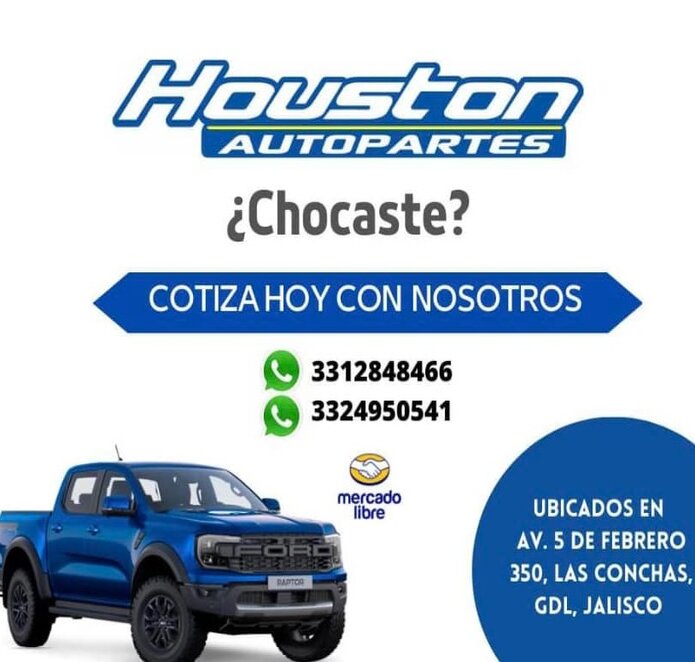 Houston
AUTOPARTES
¿Chocaste?
COTIZA HOY CON NOSOTROS
3312848466
3324950541
mercado
libre
UBICADOS EN
AV. 5 DE FEBRERO
350, LAS CONCHAS,
GDL, JALISCO
FORD
RAPTOR